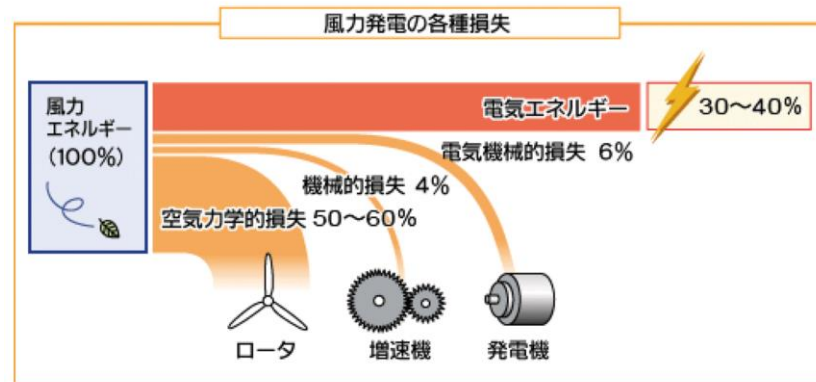 風力発電の各種損失
風力
エネルギー
(100%)
電気エネルギー
30〜40%
電気機械的損失 6%
機械的損失 4%
空気力学的損失 50〜60%
ロータ
増速機
発電機